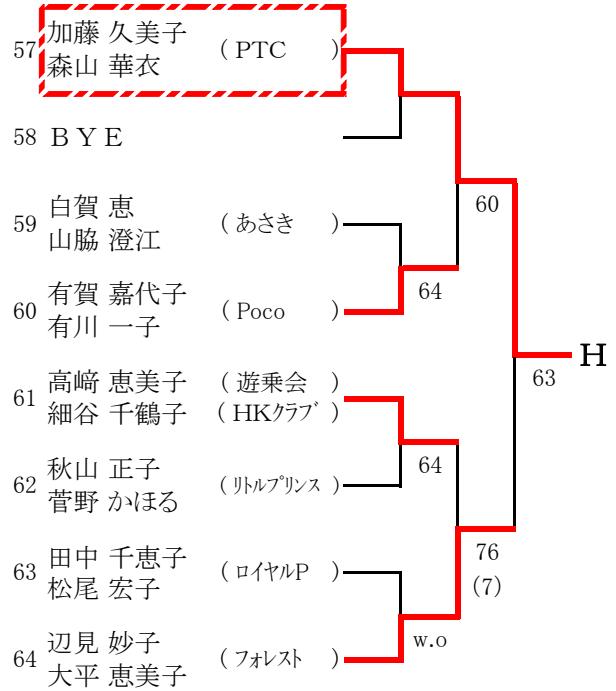 57 加藤 久美子 ( PTC )
森山 華衣
58 ＢＹＥ
59 白賀 恵 ( あさき )
山脇 澄江
60
60 有賀 嘉代子 ( Poco )
有川 一子
64
61 高﨑 恵美子 ( 遊乗会 )
細谷 千鶴子 ( HKｸﾗﾌﾞ )
63
H
62 秋山 正子 ( ﾘﾄﾙﾌﾟﾘﾝｽ )
菅野 かほる
64
63 田中 千恵子 ( ﾛｲﾔﾙP )
松尾 宏子
76
(7)
64 辺見 妙子 ( ﾌｫﾚｽﾄ )
大平 恵美子
w.o